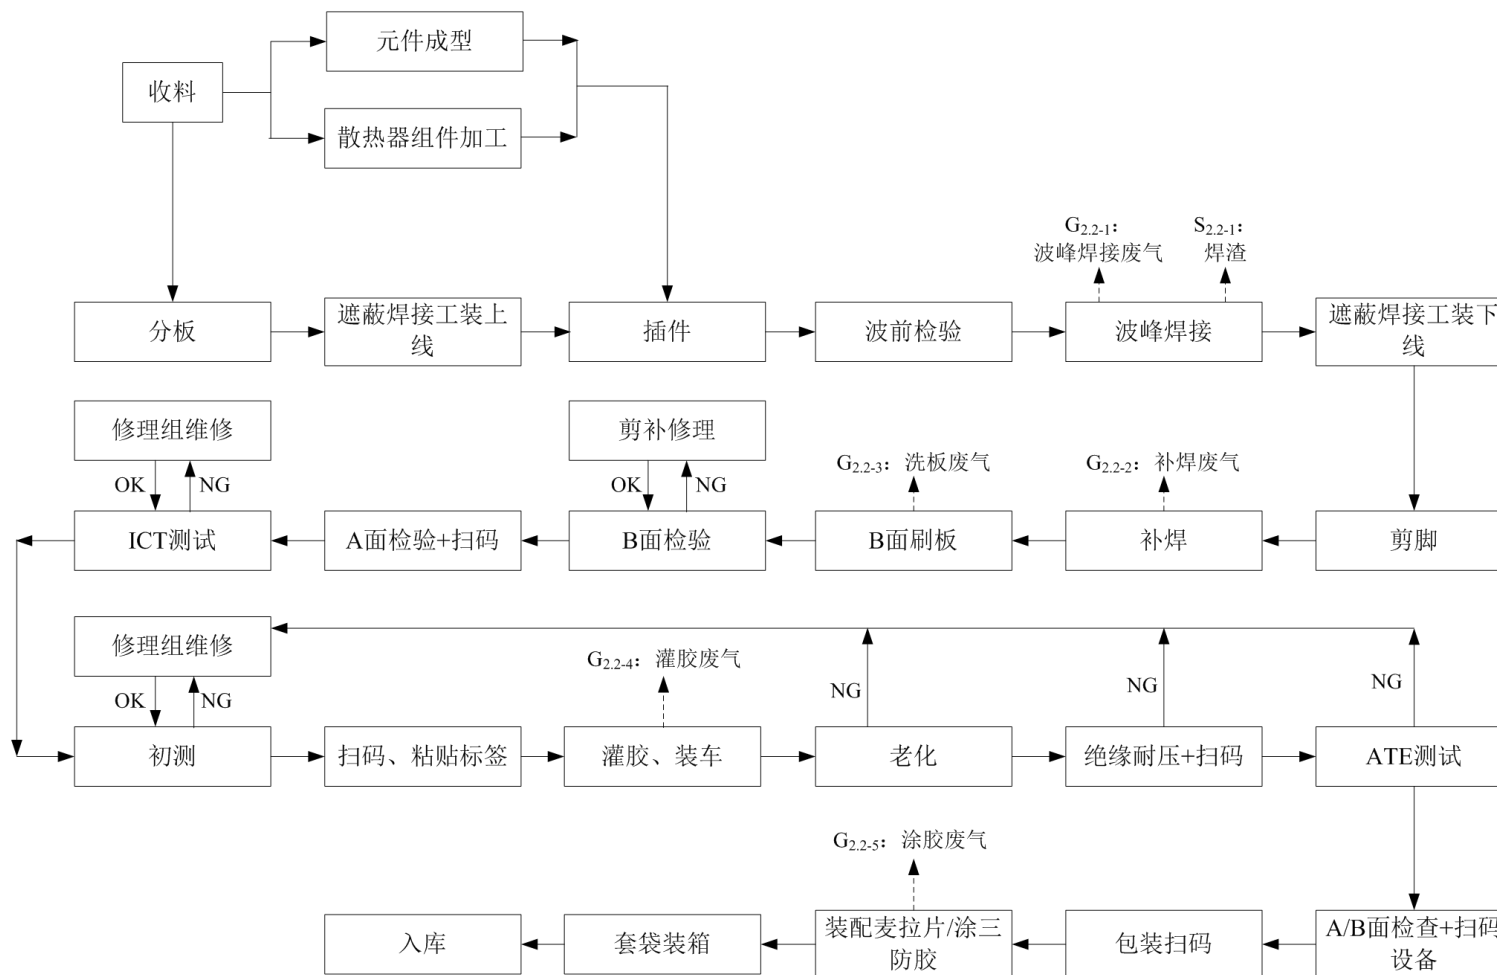 元件成型
收料
散热器组件加工
G2.2-1：
波峰焊接废气
S2.2-1：
焊渣
分板
遮蔽焊接工装上
线
插件
波前检验
波峰焊接
遮蔽焊接工装下
线
修理组维修
剪补修理
G2.2-3：洗板废气
G2.2-2：补焊废气
OK
NG
OK
NG
ICT测试
A面检验+扫码
B面检验
B面刷板
补焊
剪脚
修理组维修
G2.2-4：灌胶废气
OK
NG
NG
NG
NG
初测
扫码、粘贴标签
灌胶、装车
老化
绝缘耐压+扫码
ATE测试
G2.2-5：涂胶废气
入库
套袋装箱
装配麦拉片/涂三
防胶
包装扫码
A/B面检查+扫码
设备